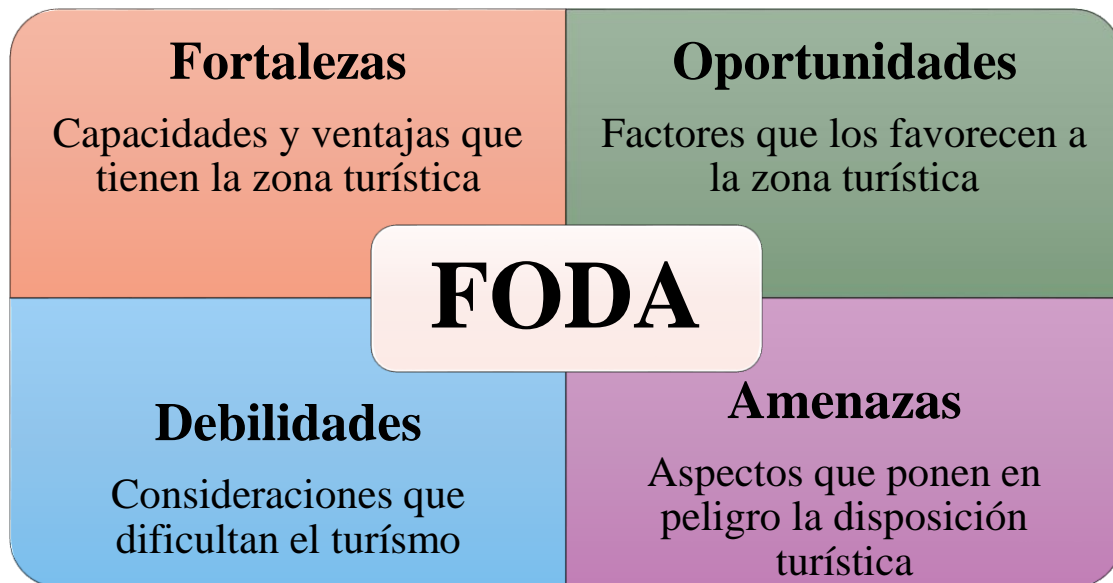 Fortalezas
Capacidades y ventajas que
tienen la zona turística
Oportunidades
Factores que los favorecen a
la zona turística
FODA
Debilidades
Consideraciones que
dificultan el turísmo
Amenazas
Aspectos que ponen en
peligro la disposición
turística